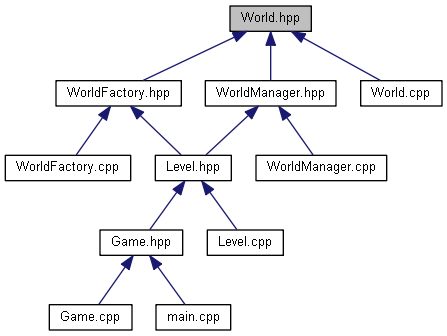 World.hpp
WorldFactory.hpp
WorldManager.hpp
World.cpp
WorldFactory.cpp
Level.hpp
WorldManager.cpp
Game.hpp
Level.cpp
Game.cpp
main.cpp